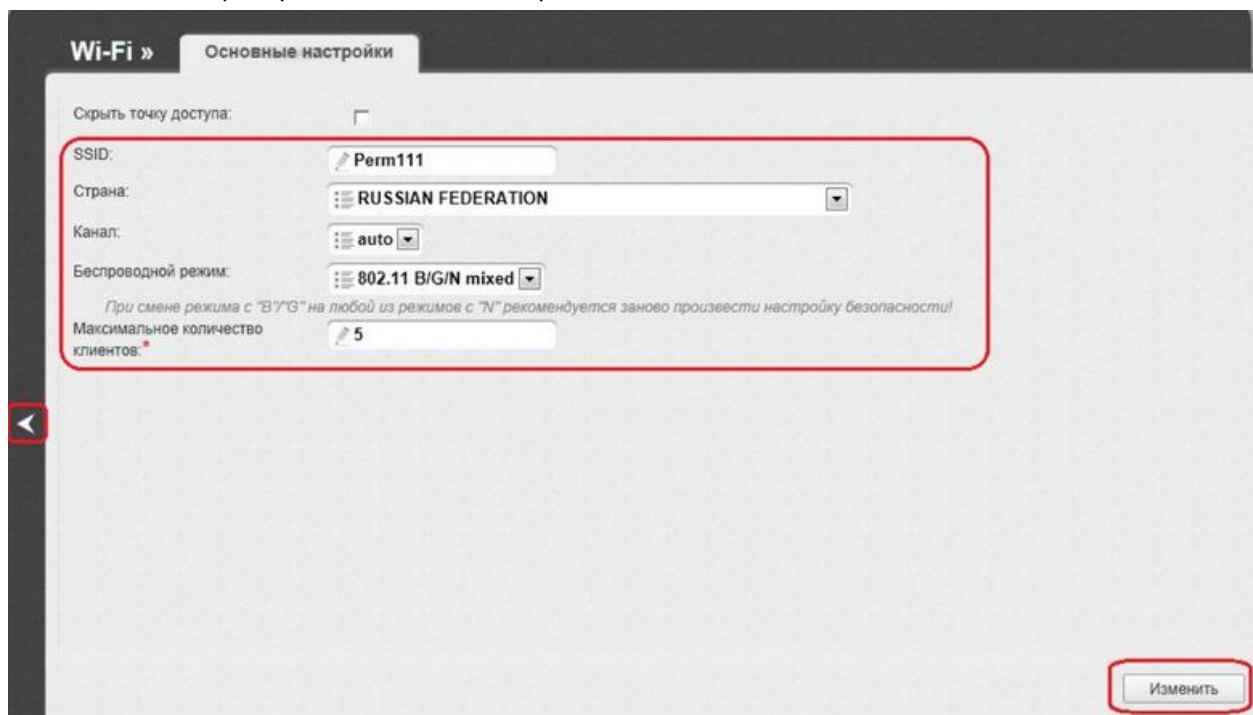 Wi-Fi » Основные настройки
Скрыть точку доступа:
SSID: Perm111
Страна: RUSSIAN FEDERATION
Канал: auto
Беспроводной режим: 802.11 B/G/N mixed
При смене режима с "B"/"G" на любой из режимов с "N" рекомендуется заново произвести настройку безопасности!
Максимальное количество 5
клиентов:*
Изменить